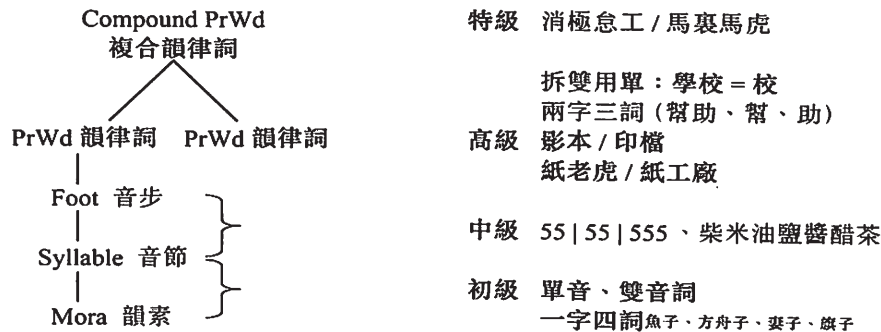 Compound PrWd
複合韻律詞
PrWd 韻律詞 PrWd 韻律詞
Foot 音步
Syllable 音節
Mora 韻素
特級 消極怠工 / 馬裏馬虎
拆雙用單：學校 = 校
兩字三詞（幫助、幫、助）
高級 影本 / 印檔
紙老虎 / 紙工廠
中級 55 | 55 | 555 、柴米油鹽醬醋茶
初級 單音、雙音詞
一字四詞魚子、方舟子、妻子、旗子